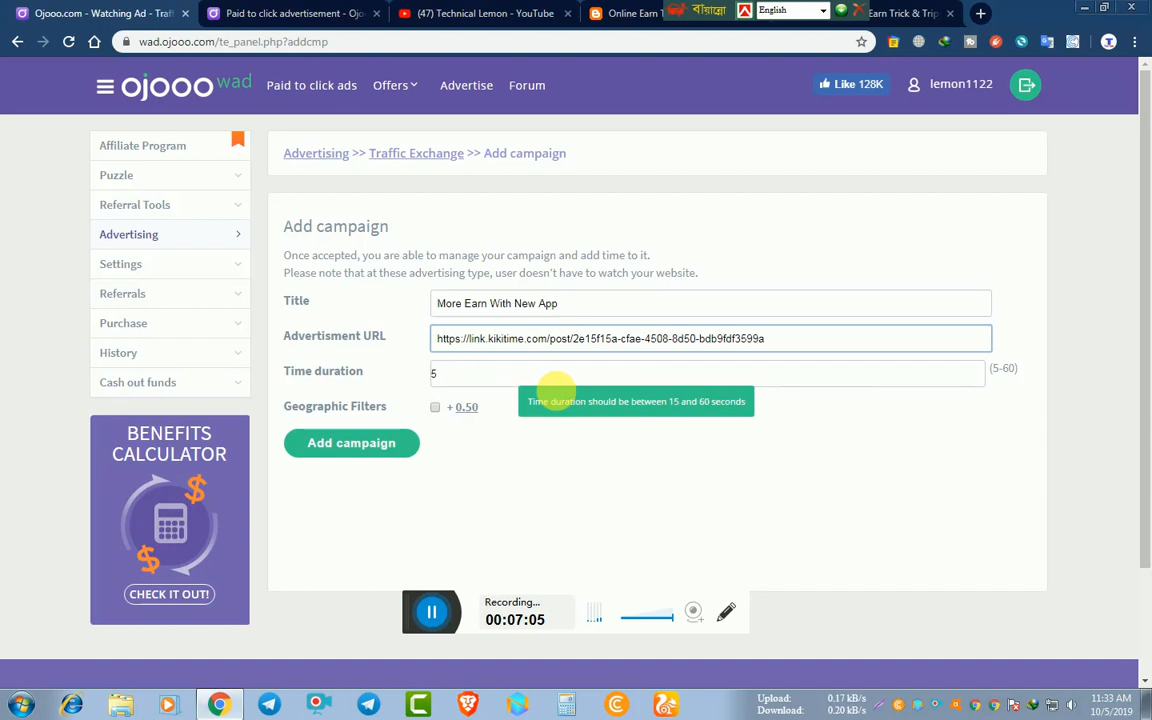 Ojooo.com - Watching Ad - Traf
Paid to click advertisement - Ojo
(47) Technical Lemon - YouTube
Online Earn T
বায়ান্নো
English
Earn Trick & Trip
wad.ojooo.com/te_panel.php?addcmp
ojooo wad
Paid to click ads
Offers
Advertise
Forum
Like 128K
lemon1122
Affiliate Program
Puzzle
Referral Tools
Advertising
Settings
Referrals
Purchase
History
Cash out funds
BENEFITS
CALCULATOR
CHECK IT OUT!
Advertising >> Traffic Exchange >> Add campaign
Add campaign
Once accepted, you are able to manage your campaign and add time to it.
Please note that at these advertising type, user doesn't have to watch your website.
Title
More Earn With New App
Advertisment URL
https://link.kikitime.com/post/2e15f15a-cfae-4508-8d50-bdb9fdf3599a
Time duration
5
(5-60)
Time duration should be between 15 and 60 seconds
Geographic Filters
+ 0.50
Add campaign
Recording...
00:07:05
Upload: 0.17 kB/s
Download: 0.20 kB/s
11:33 AM
10/5/2019